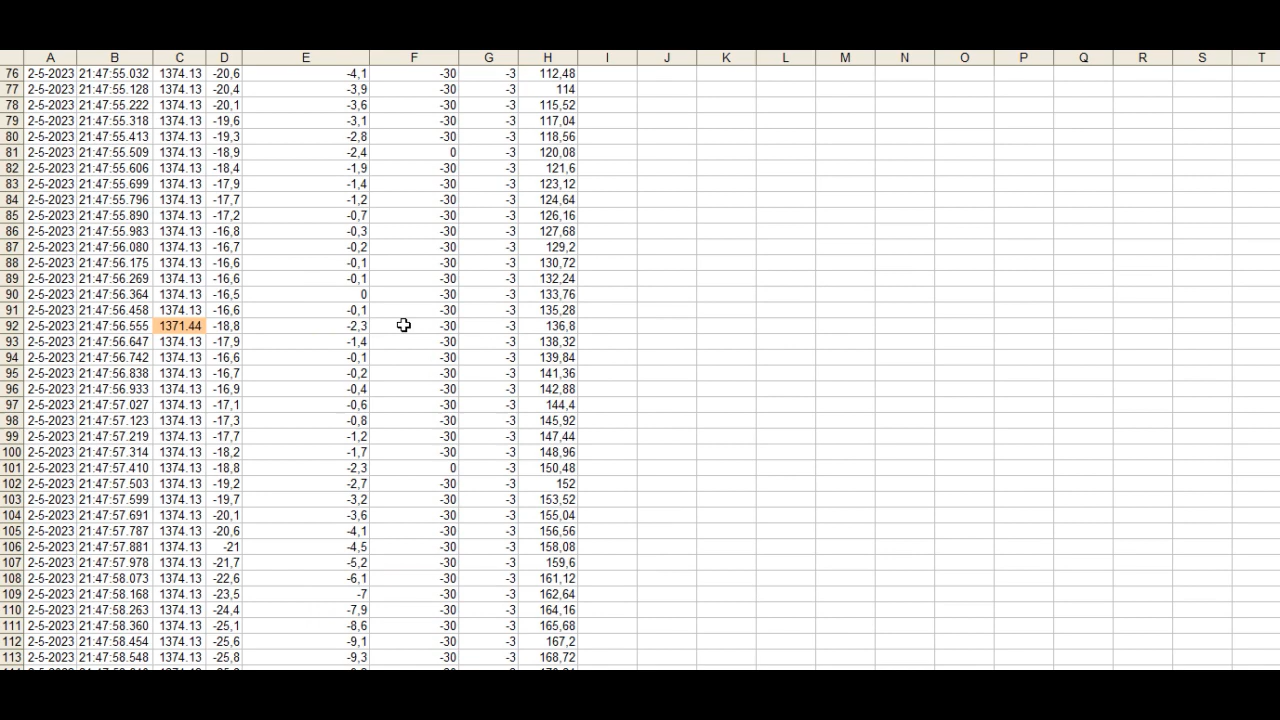 A B C D E F G H I J K L M N O P Q R S T
76 2-5-2023 21:47:55.032 1374.13 -20,6 -4,1 -30 -3 112,48
77 2-5-2023 21:47:55.128 1374.13 -20,4 -3,9 -30 -3 114
78 2-5-2023 21:47:55.222 1374.13 -20,1 -3,6 -30 -3 115,52
79 2-5-2023 21:47:55.318 1374.13 -19,6 -3,1 -30 -3 117,04
80 2-5-2023 21:47:55.413 1374.13 -19,3 -2,8 -30 -3 118,56
81 2-5-2023 21:47:55.509 1374.13 -18,9 -2,4 0 -3 120,08
82 2-5-2023 21:47:55.606 1374.13 -18,4 -1,9 -30 -3 121,6
83 2-5-2023 21:47:55.699 1374.13 -17,9 -1,4 -30 -3 123,12
84 2-5-2023 21:47:55.796 1374.13 -17,7 -1,2 -30 -3 124,64
85 2-5-2023 21:47:55.890 1374.13 -17,2 -0,7 -30 -3 126,16
86 2-5-2023 21:47:55.983 1374.13 -16,8 -0,3 -30 -3 127,68
87 2-5-2023 21:47:56.080 1374.13 -16,7 -0,2 -30 -3 129,2
88 2-5-2023 21:47:56.175 1374.13 -16,6 -0,1 -30 -3 130,72
89 2-5-2023 21:47:56.269 1374.13 -16,6 -0,1 -30 -3 132,24
90 2-5-2023 21:47:56.364 1374.13 -16,5 0 -30 -3 133,76
91 2-5-2023 21:47:56.458 1374.13 -16,6 -0,1 -30 -3 135,28
92 2-5-2023 21:47:56.555 1371.44 -18,8 -2,3 -30 -3 136,8
93 2-5-2023 21:47:56.647 1374.13 -17,9 -1,4 -30 -3 138,32
94 2-5-2023 21:47:56.742 1374.13 -16,6 -0,1 -30 -3 139,84
95 2-5-2023 21:47:56.838 1374.13 -16,7 -0,2 -30 -3 141,36
96 2-5-2023 21:47:56.933 1374.13 -16,9 -0,4 -30 -3 142,88
97 2-5-2023 21:47:57.027 1374.13 -17,1 -0,6 -30 -3 144,4
98 2-5-2023 21:47:57.123 1374.13 -17,3 -0,8 -30 -3 145,92
99 2-5-2023 21:47:57.219 1374.13 -17,7 -1,2 -30 -3 147,44
100 2-5-2023 21:47:57.314 1374.13 -18,2 -1,7 -30 -3 148,96
101 2-5-2023 21:47:57.410 1374.13 -18,8 -2,3 0 -3 150,48
102 2-5-2023 21:47:57.503 1374.13 -19,2 -2,7 -30 -3 152
103 2-5-2023 21:47:57.599 1374.13 -19,7 -3,2 -30 -3 153,52
104 2-5-2023 21:47:57.691 1374.13 -20,1 -3,6 -30 -3 155,04
105 2-5-2023 21:47:57.787 1374.13 -20,6 -4,1 -30 -3 156,56
106 2-5-2023 21:47:57.881 1374.13 -21 -4,5 -30 -3 158,08
107 2-5-2023 21:47:57.978 1374.13 -21,7 -5,2 -30 -3 159,6
108 2-5-2023 21:47:58.073 1374.13 -22,6 -6,1 -30 -3 161,12
109 2-5-2023 21:47:58.168 1374.13 -23,5 -7 -30 -3 162,64
110 2-5-2023 21:47:58.263 1374.13 -24,4 -7,9 -30 -3 164,16
111 2-5-2023 21:47:58.360 1374.13 -25,1 -8,6 -30 -3 165,68
112 2-5-2023 21:47:58.454 1374.13 -25,6 -9,1 -30 -3 167,2
113 2-5-2023 21:47:58.548 1374.13 -25,8 -9,3 -30 -3 168,72